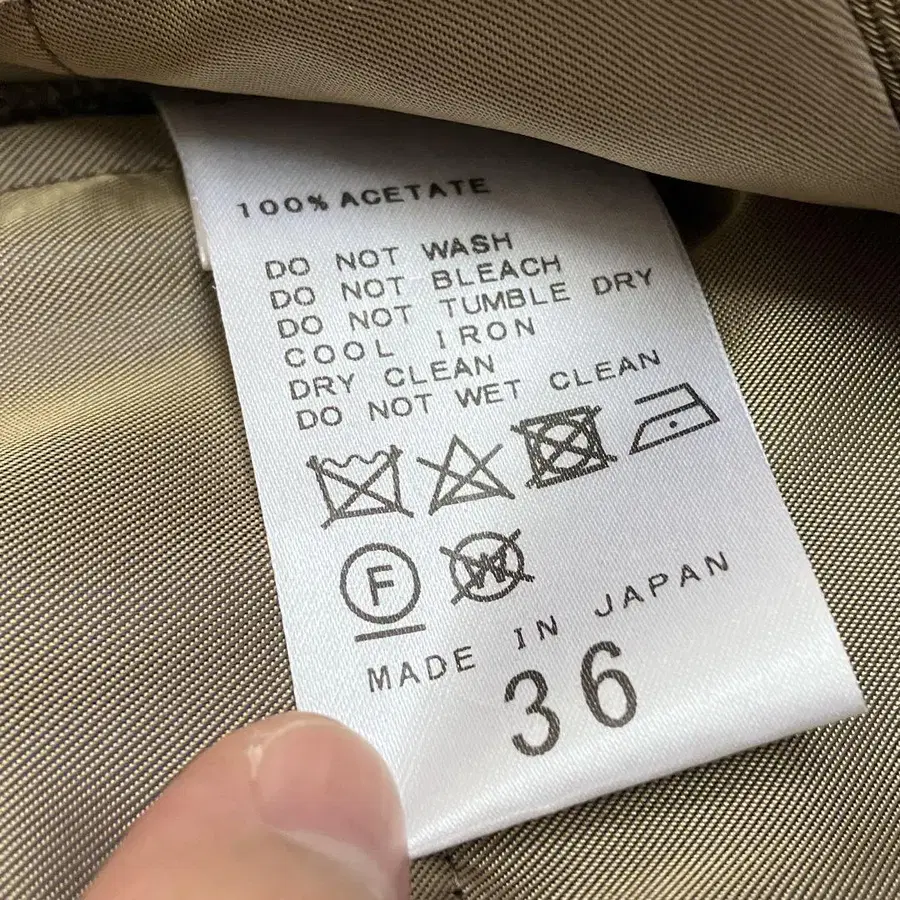 100% ACETATE
DO NOT WASH
DO NOT BLEACH
DO NOT TUMBLE DRY
COOL IRON
DRY CLEAN
DO NOT WET CLEAN
F W
MADE IN JAPAN
36